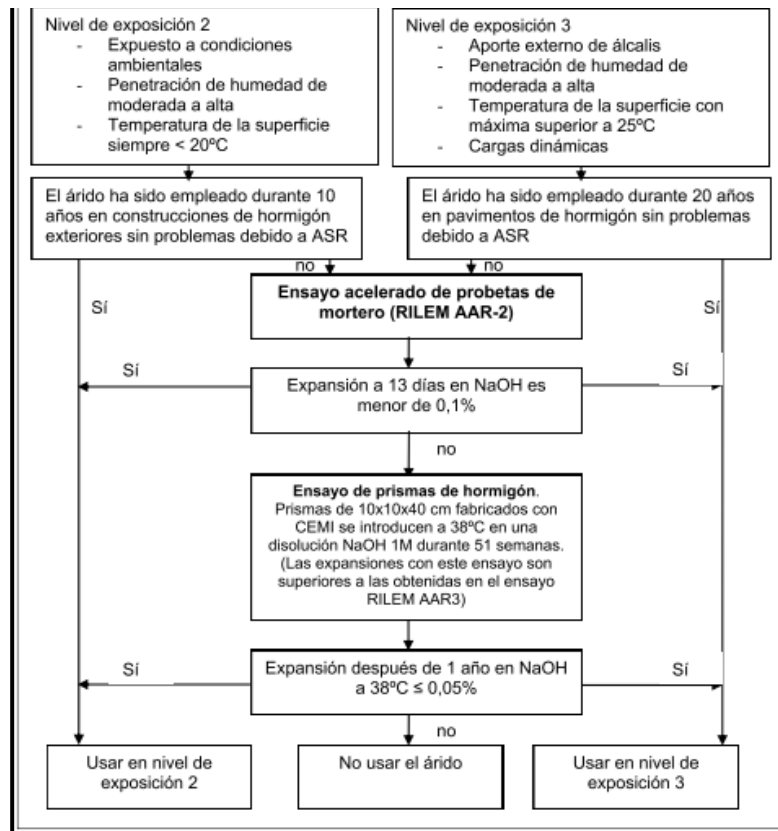 Nivel de exposición 2
- Expuesto a condiciones
ambientales
- Penetración de humedad de
moderada a alta
- Temperatura de la superficie
siempre < 20ºC
Nivel de exposición 3
- Aporte externo de álcalis
- Penetración de humedad de
moderada a alta
- Temperatura de la superficie con
máxima superior a 25ºC
- Cargas dinámicas
El árido ha sido empleado durante 10
años en construcciones de hormigón
exteriores sin problemas debido a ASR
El árido ha sido empleado durante 20 años
en pavimentos de hormigón sin problemas
debido a ASR
no
no
Sí
Sí
Ensayo acelerado de probetas de
mortero (RILEM AAR-2)
Sí
Sí
Expansión a 13 días en NaOH es
menor de 0,1%
no
Ensayo de prismas de hormigón.
Prismas de 10x10x40 cm fabricados con
CEMI se introducen a 38ºC en una
disolución NaOH 1M durante 51 semanas.
(Las expansiones con este ensayo son
superiores a las obtenidas en el ensayo
RILEM AAR3)
Sí
Sí
Expansión después de 1 año en NaOH
a 38ºC ≤ 0,05%
no
Usar en nivel de
exposición 2
No usar el árido
Usar en nivel de
exposición 3